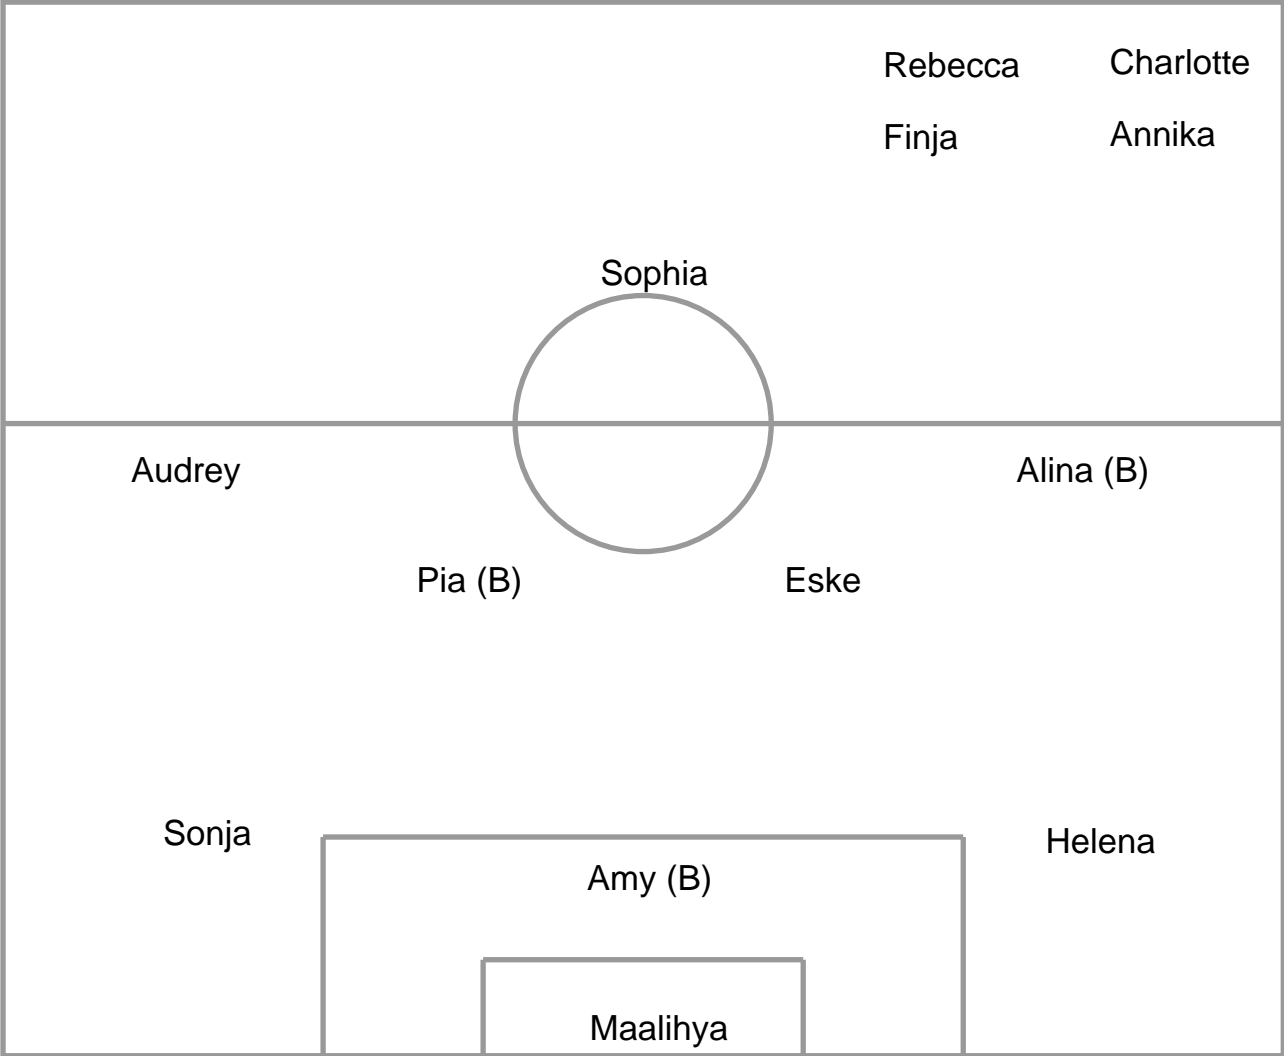 Rebecca Charlotte
Finja Annika
Sophia
Audrey Alina (B)
Pia (B) Eske
Sonja Helena
Amy (B)
Maalihya